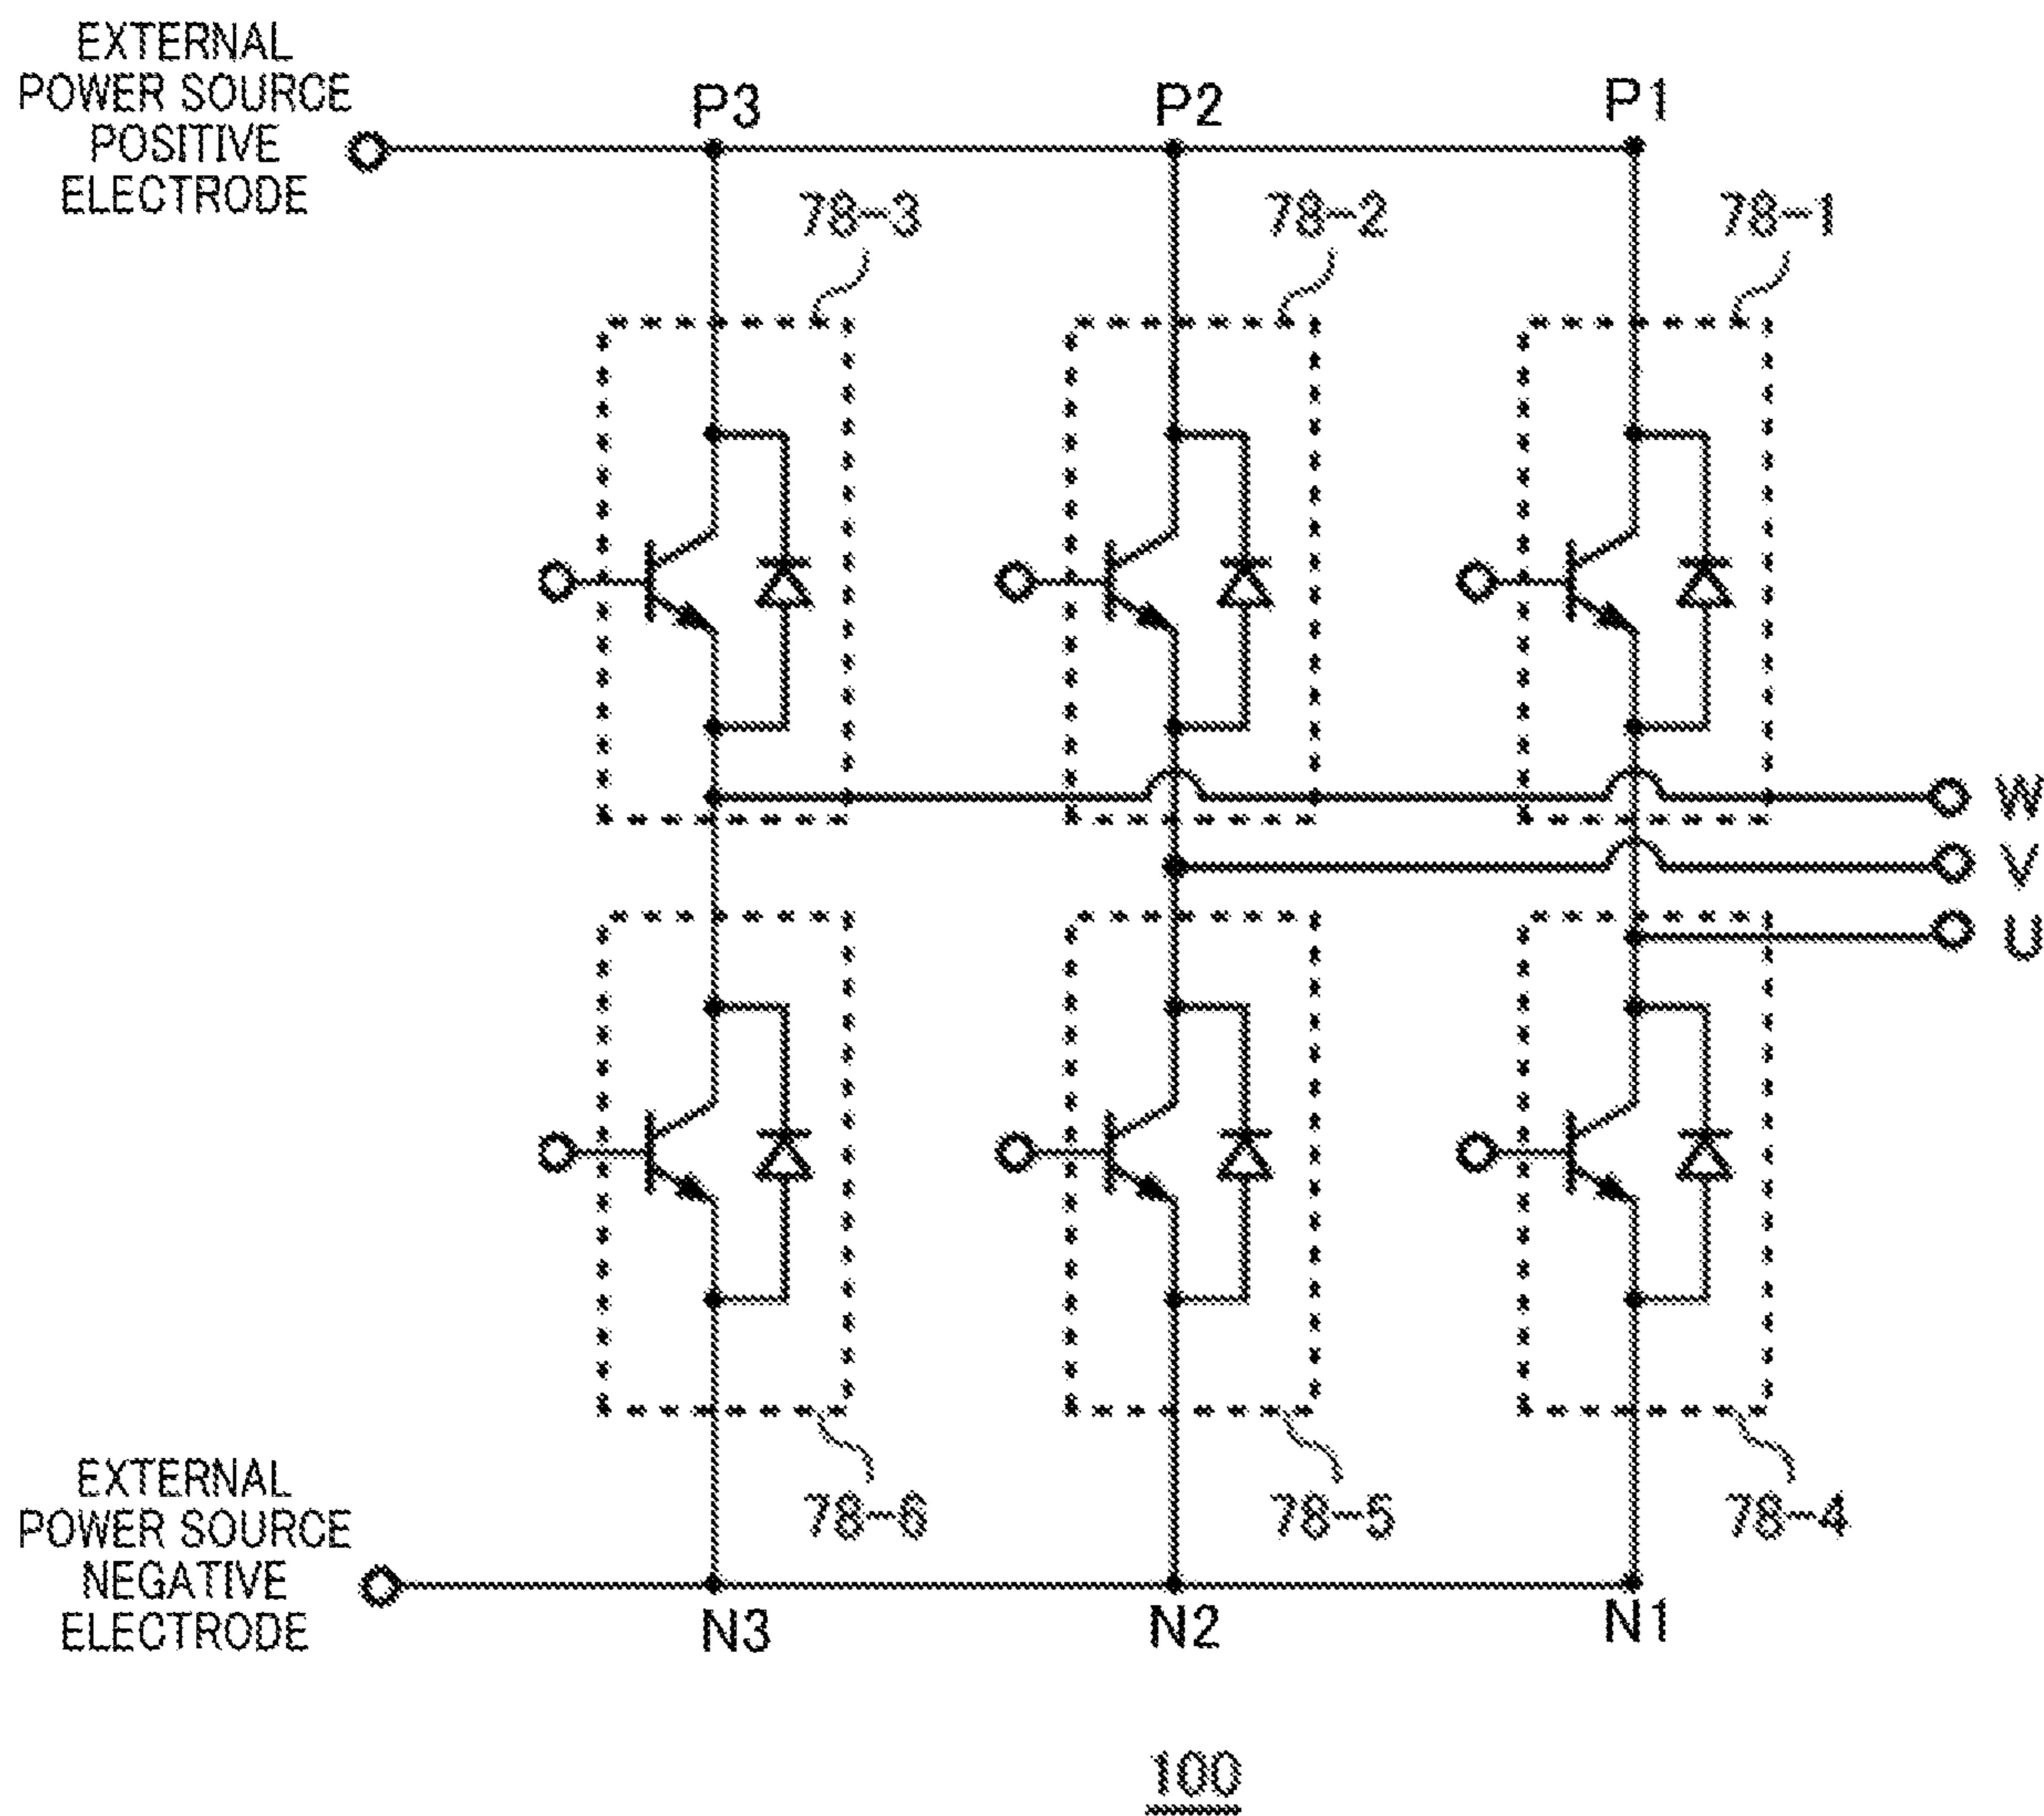 EXTERNAL
POWER SOURCE
POSITIVE
ELECTRODE
P3
P2
P1
78-3
78-2
78-1
W
V
U
78-6
78-5
78-4
EXTERNAL
POWER SOURCE
NEGATIVE
ELECTRODE
N3
N2
N1
100